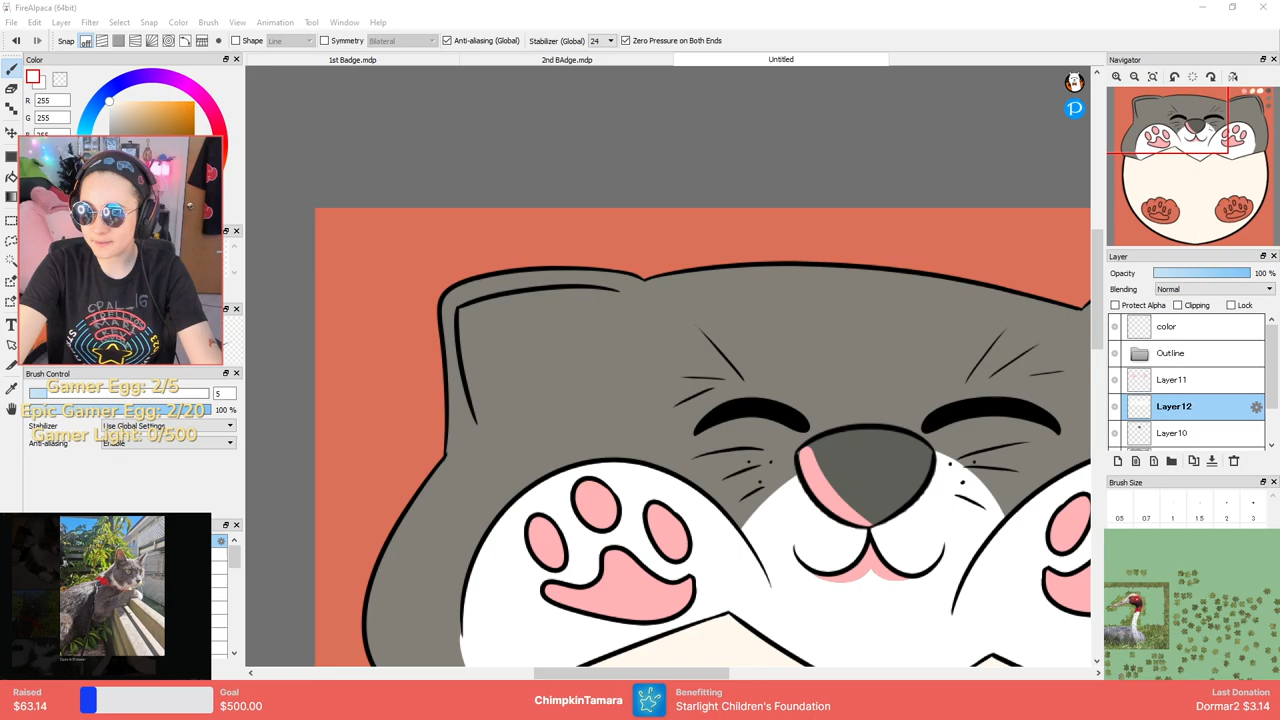 FireAlpaca (64bit)
File Edit Layer Filter Select Snap Color Brush View Animation Tool Window Help
Snap off Shape Line Symmetry Bilateral Anti-aliasing (Global) Stabilizer (Global) 24 Zero Pressure on Both Ends
Color
1st Badge.mdp 2nd BAdge.mdp Untitled
Navigator
R 255
G 255
Brush Control
5
100 %
Stabilizer Use Global Settings
Anti-aliasing Enable
Gamer Egg: 2/5
Epic Gamer Egg: 2/20
Gamer Light: 0/500
Layer
Opacity 100 %
Blending Normal
Protect Alpha Clipping Lock
color
Outline
Layer11
Layer12
Layer10
Brush Size
0.5 0.7 1 1.5 2 3
Raised
$63.14
Goal
$500.00
ChimpkinTamara
Benefitting
Starlight Children's Foundation
Last Donation
Dormar2 $3.14